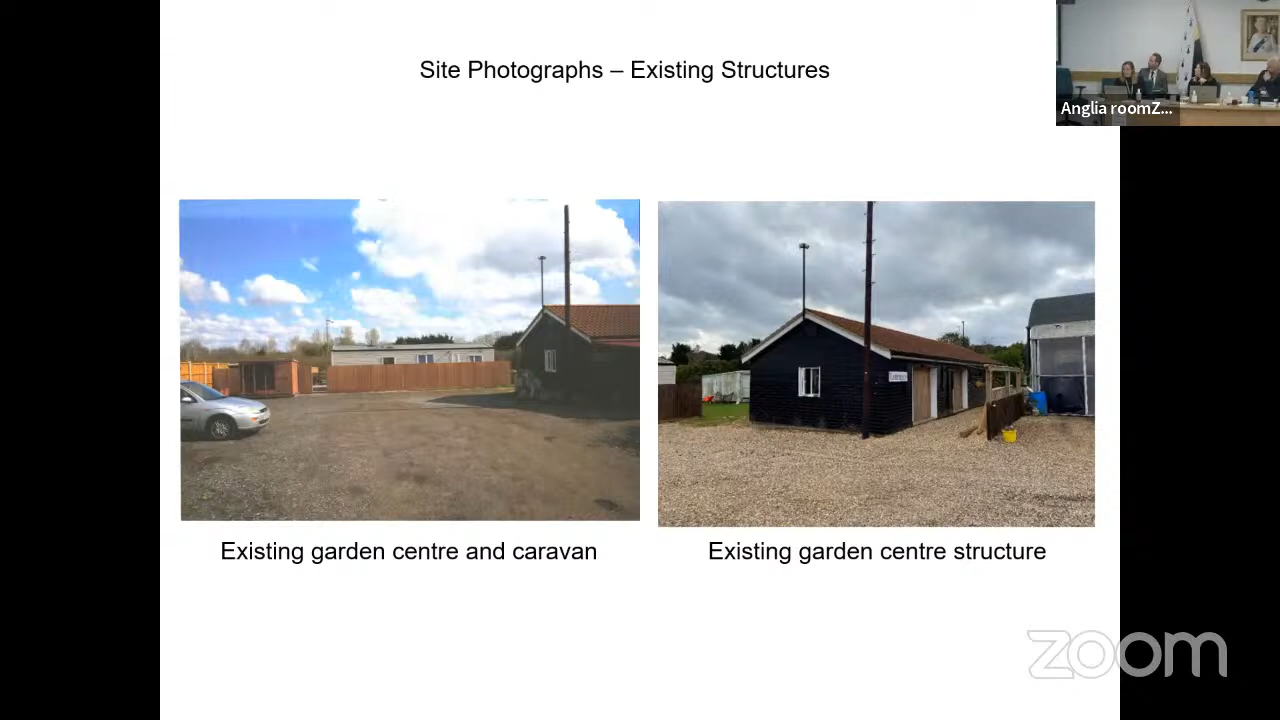 Site Photographs – Existing Structures
Anglia roomZ...
Existing garden centre and caravan
Existing garden centre structure
zoom